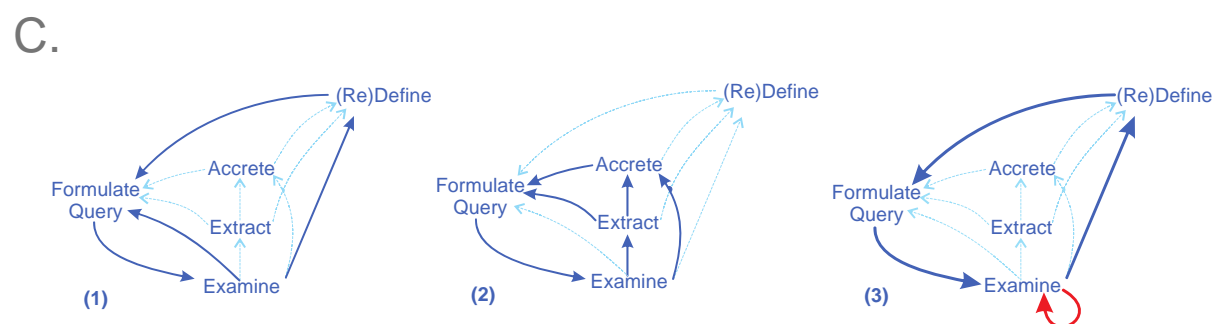 C.
(Re)Define
Accrete
Formulate
Query
Extract
Examine
(1)
(Re)Define
Accrete
Formulate
Query
Extract
Examine
(2)
(Re)Define
Accrete
Formulate
Query
Extract
Examine
(3)